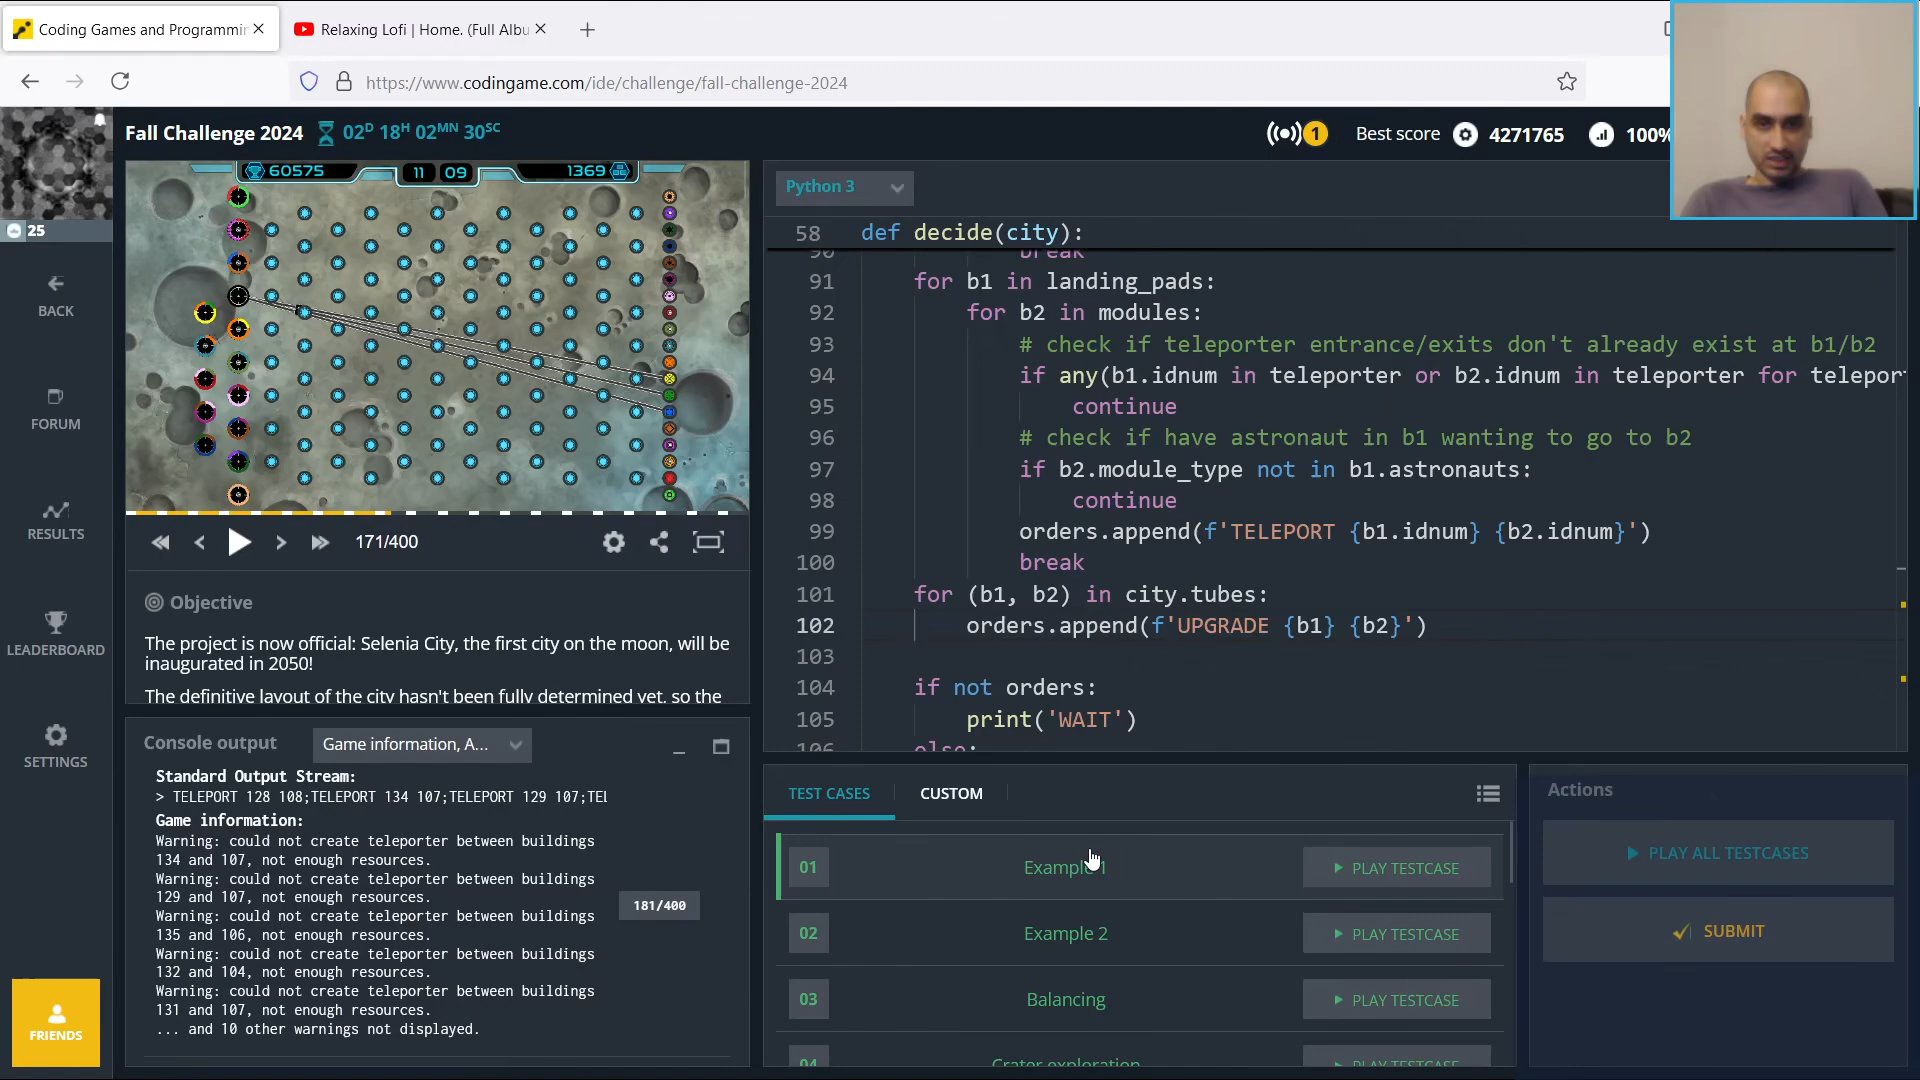 Coding Games and Programmin
Relaxing Lofi | Home. (Full Albu
https://www.codingame.com/ide/challenge/fall-challenge-2024
Fall Challenge 2024
02D 18H 02MN 30SC
1
Best score
4271765
100%
25
BACK
FORUM
RESULTS
LEADERBOARD
SETTINGS
FRIENDS
60575
11 09
1369
171/400
Objective
The project is now official: Selenia City, the first city on the moon, will be
inaugurated in 2050!
The definitive layout of the city hasn't been fully determined yet, so the
Console output
Game information, A...
Standard Output Stream:
> TELEPORT 128 108;TELEPORT 134 107;TELEPORT 129 107;TEL
Game information:
Warning: could not create teleporter between buildings
134 and 107, not enough resources.
Warning: could not create teleporter between buildings
129 and 107, not enough resources.
Warning: could not create teleporter between buildings
135 and 106, not enough resources.
Warning: could not create teleporter between buildings
132 and 104, not enough resources.
Warning: could not create teleporter between buildings
131 and 107, not enough resources.
... and 10 other warnings not displayed.
181/400
Python 3
58 def decide(city):
90 break
91 for b1 in landing_pads:
92 for b2 in modules:
93 # check if teleporter entrance/exits don't already exist at b1/b2
94 if any(b1.idnum in teleporter or b2.idnum in teleporter for telepor
95 continue
96 # check if have astronaut in b1 wanting to go to b2
97 if b2.module_type not in b1.astronauts:
98 continue
99 orders.append(f'TELEPORT {b1.idnum} {b2.idnum}')
100 break
101 for (b1, b2) in city.tubes:
102 orders.append(f'UPGRADE {b1} {b2}')
103
104 if not orders:
105 print('WAIT')
106 else:
TEST CASES
CUSTOM
01 Example 1 PLAY TESTCASE
02 Example 2 PLAY TESTCASE
03 Balancing PLAY TESTCASE
04 Crater exploration PLAY TESTCASE
Actions
PLAY ALL TESTCASES
SUBMIT